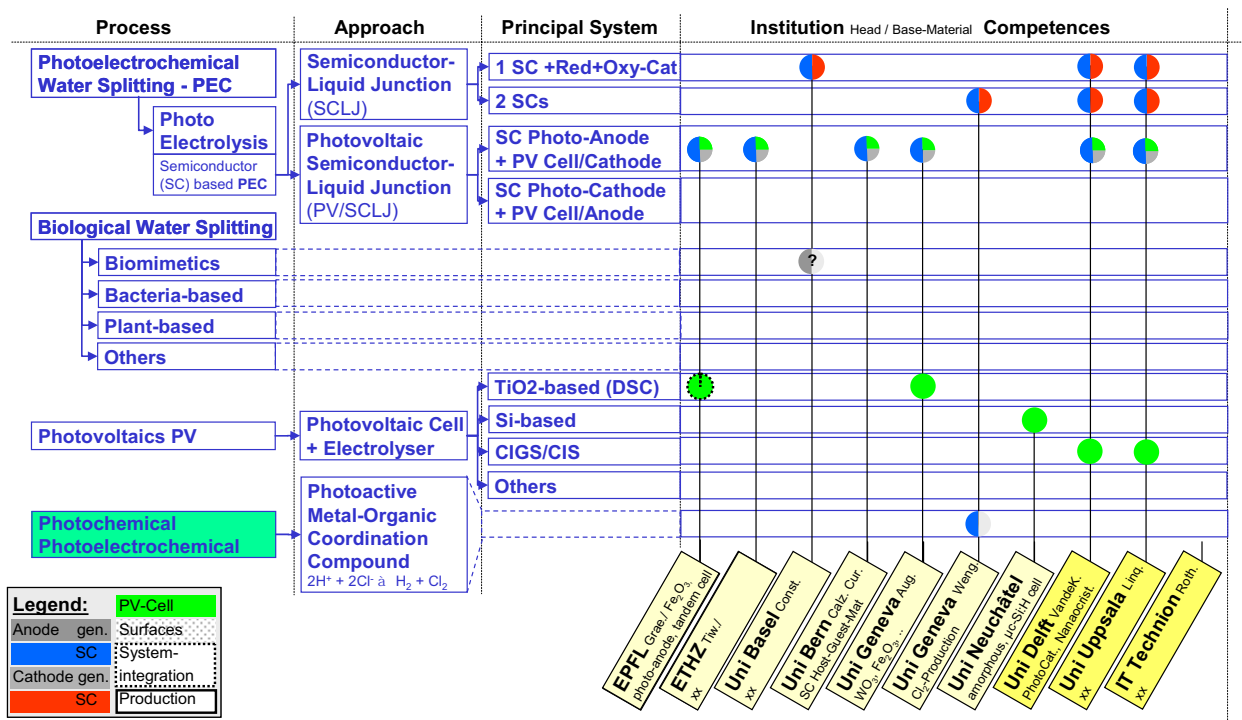 Process
Approach
Principal System
Institution Head / Base-Material Competences
Photoelectrochemical
Water Splitting - PEC
Photo
Electrolysis
Semiconductor
(SC) based PEC
Semiconductor-
Liquid Junction
(SCLJ)
Photovoltaic
Semiconductor-
Liquid Junction
(PV/SCLJ)
1 SC +Red+Oxy-Cat
2 SCs
SC Photo-Anode
+ PV Cell/Cathode
SC Photo-Cathode
+ PV Cell/Anode
Biological Water Splitting
Biomimetics
?
Bacteria-based
Plant-based
Others
Photovoltaics PV
Photovoltaic Cell
+ Electrolyser
TiO2-based (DSC)
!
Si-based
CIGS/CIS
Others
Photochemical
Photoelectrochemical
Photoactive
Metal-Organic
Coordination
Compound
2H⁺ + 2Cl⁻ à H₂ + Cl₂
EPFL Grae./ Fe₂O₃,
photo-anode, tandem cell
ETHZ Tiw./
xx
Uni Basel Const.
xx
Uni Bern Calz. Cur.
SC Host-Guest-Mat
Uni Geneva Aug.
WO₃, Fe₂O₃, ...
Uni Geneva Weng.
Cl₂-Production
Uni Neuchâtel
amorphous, µc-Si:H cell
Uni Delft VandeK.
PhotoCat., Nanaocrist.
Uni Uppsala Linq.
xx
IT Technion Roth.
xx
Legend:
PV-Cell
Anode gen.
Surfaces
SC
System-
integration
Cathode gen.
SC
Production